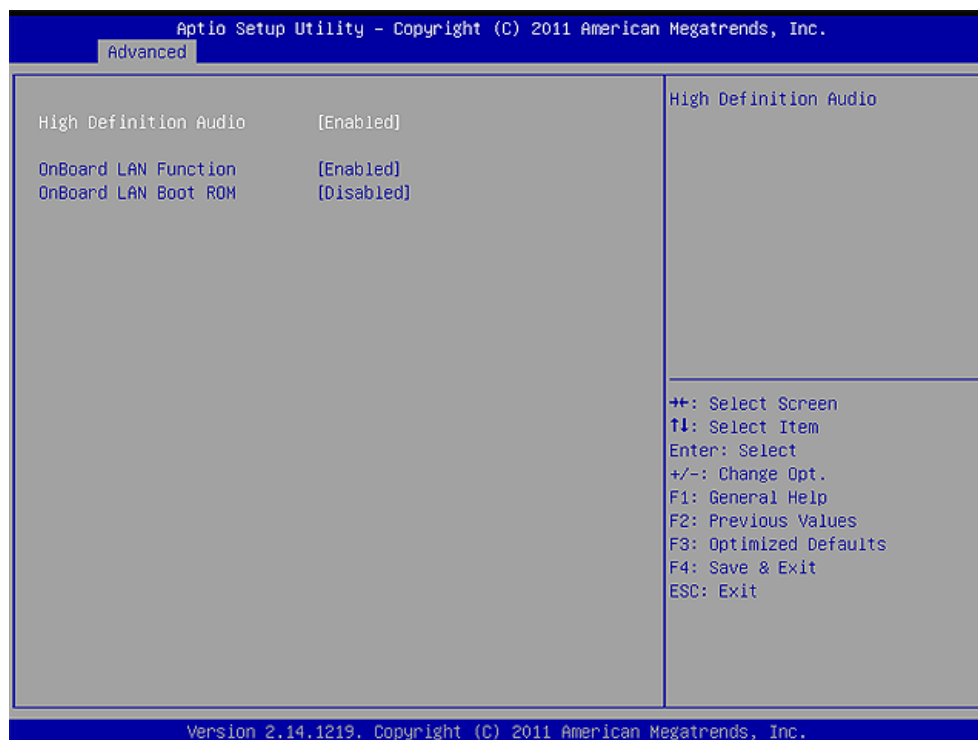 Aptio Setup Utility – Copyright (C) 2011 American Megatrends, Inc.
Advanced
High Definition Audio [Enabled]
OnBoard LAN Function [Enabled]
OnBoard LAN Boot ROM [Disabled]
High Definition Audio
→←: Select Screen
↑↓: Select Item
Enter: Select
+/-: Change Opt.
F1: General Help
F2: Previous Values
F3: Optimized Defaults
F4: Save & Exit
ESC: Exit
Version 2.14.1219. Copyright (C) 2011 American Megatrends, Inc.